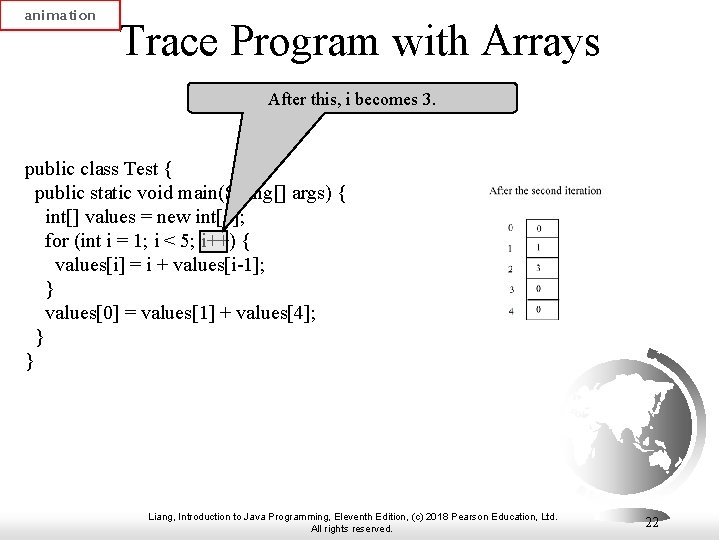 animation
Trace Program with Arrays
After this, i becomes 3.
public class Test {
public static void main( ng[] args) {
int[] values = new int[ ];
for (int i = 1; i < 5; i++) {
values[i] = i + values[i-1];
}
values[0] = values[1] + values[4];
}
}
After the second iteration
0 0
1 1
2 3
3 0
4 0
Liang, Introduction to Java Programming, Eleventh Edition, (c) 2018 Pearson Education, Ltd.
All rights reserved.
22